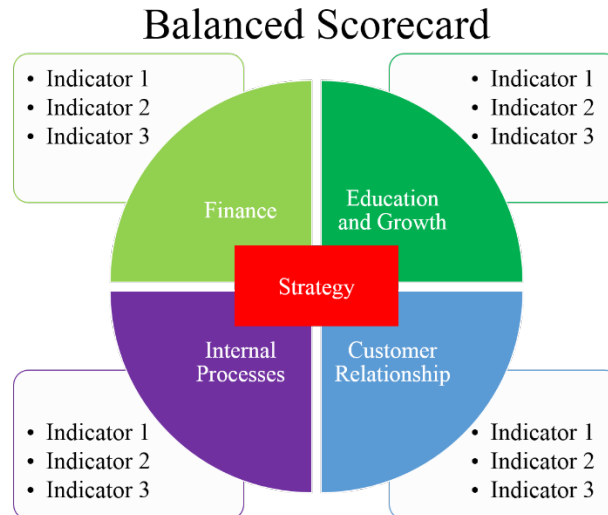 Balanced Scorecard
• Indicator 1
• Indicator 2
• Indicator 3
• Indicator 1
• Indicator 2
• Indicator 3
Finance
Education
and Growth
Strategy
Internal
Processes
Customer
Relationship
• Indicator 1
• Indicator 2
• Indicator 3
• Indicator 1
• Indicator 2
• Indicator 3